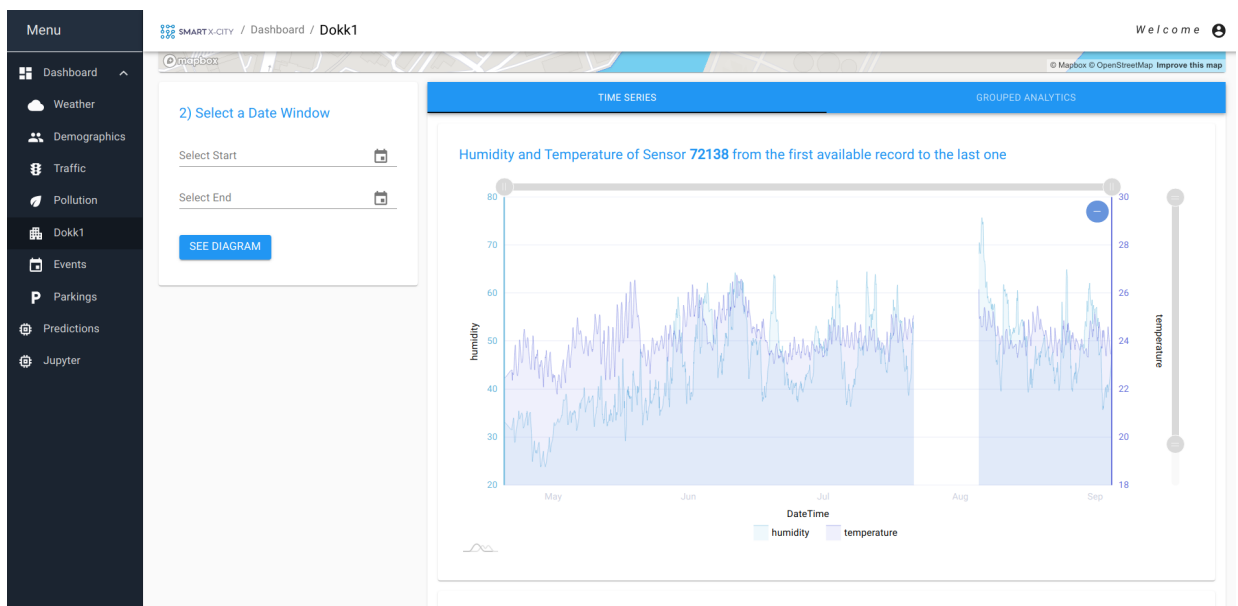 Menu
SMART X-CITY / Dashboard / Dokk1
Welcome
Dashboard
Weather
Demographics
Traffic
Pollution
Dokk1
Events
Parkings
Predictions
Jupyter
mapbox
© Mapbox © OpenStreetMap Improve this map
2) Select a Date Window
Select Start
Select End
SEE DIAGRAM
TIME SERIES
GROUPED ANALYTICS
Humidity and Temperature of Sensor 72138 from the first available record to the last one
80
70
60
50
40
30
20
humidity
30
28
26
24
22
20
18
temperature
May
Jun
Jul
Aug
Sep
DateTime
humidity
temperature